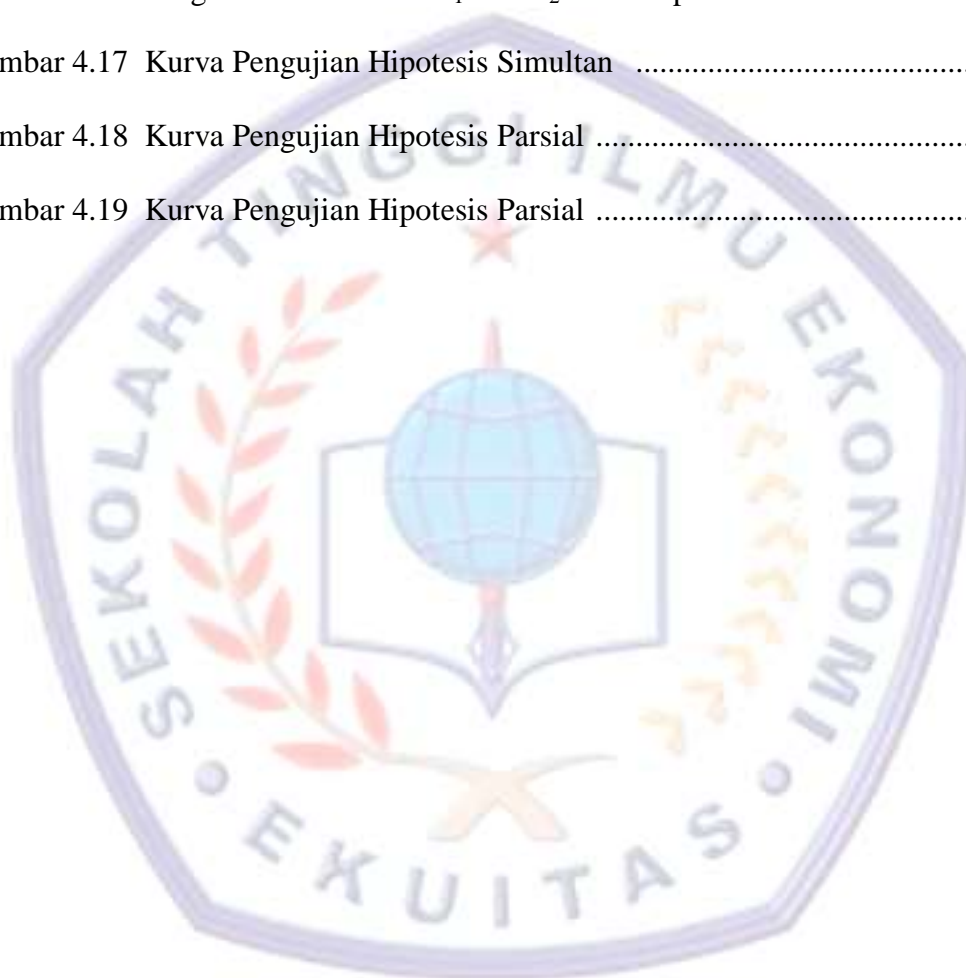 mbar 4.17 Kurva Pengujian Hipotesis Simultan ..........................................
mbar 4.18 Kurva Pengujian Hipotesis Parsial ...............................................
mbar 4.19 Kurva Pengujian Hipotesis Parsial ...............................................
SEKOLAH TINGGI ILMU EKONOMI
• EKUITAS •